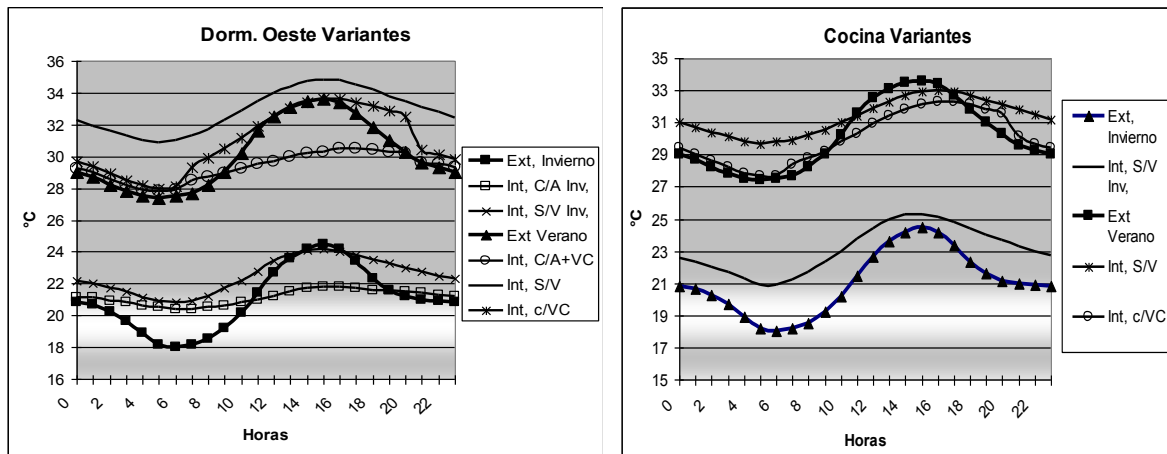 Dorm. Oeste Variantes
36
34
32
30
28
26
24
22
20
18
16
°C
0
2
4
6
8
10
12
14
16
18
20
22
Horas
Ext, Invierno
Int, C/A Inv,
Int, S/V Inv,
Ext Verano
Int, C/A+VC
Int, S/V
Int, c/VC
Cocina Variantes
35
33
31
29
27
25
23
21
19
17
15
°C
0
2
4
6
8
10
12
14
16
18
20
22
Horas
Ext,
Invierno
Int, S/V
Inv,
Ext
Verano
Int, S/V
Int, c/VC